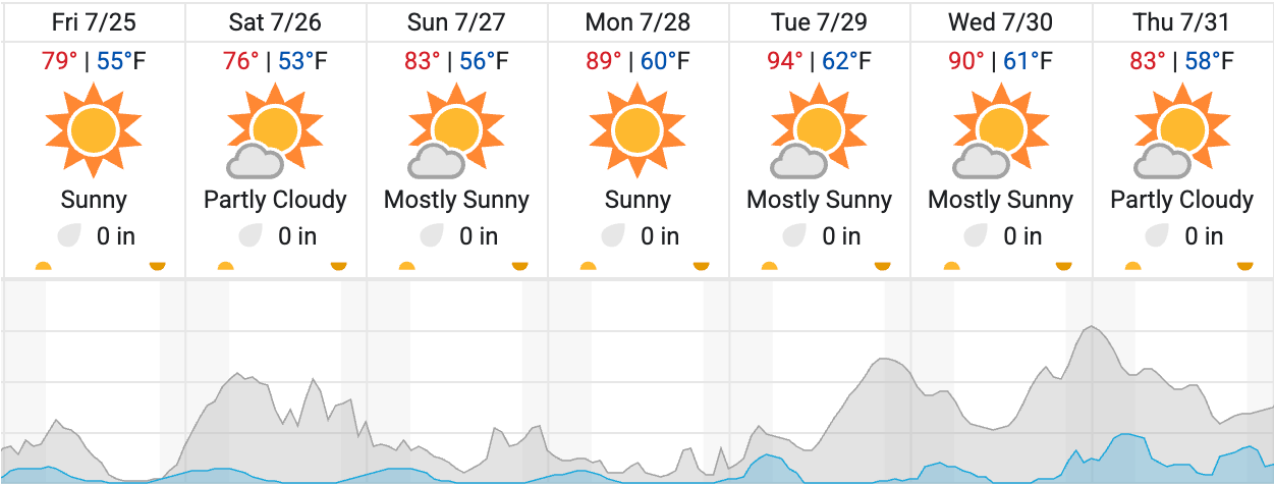 Fri 7/25 Sat 7/26 Sun 7/27 Mon 7/28 Tue 7/29 Wed 7/30 Thu 7/31
79° | 55°F 76° | 53°F 83° | 56°F 89° | 60°F 94° | 62°F 90° | 61°F 83° | 58°F
Sunny Partly Cloudy Mostly Sunny Sunny Mostly Sunny Mostly Sunny Partly Cloudy
0 in 0 in 0 in 0 in 0 in 0 in 0 in